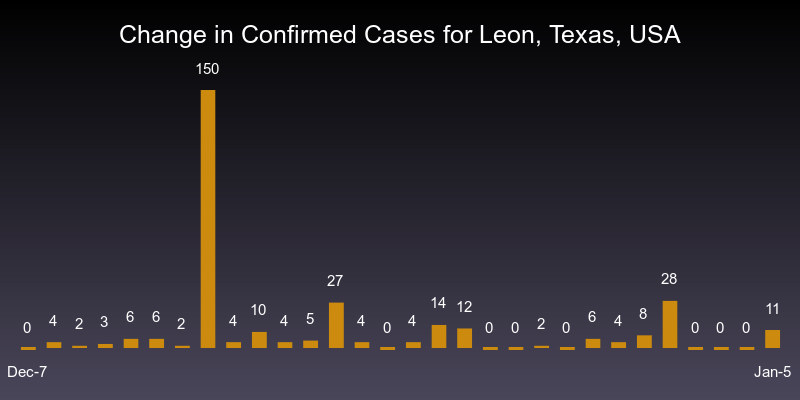 Change in Confirmed Cases for Leon, Texas, USA
150
0 4 2 3 6 6 2 4 10 4 5 27 4 0 4 14 12 0 0 2 0 6 4 8 28 0 0 0 11
Dec-7 Jan-5